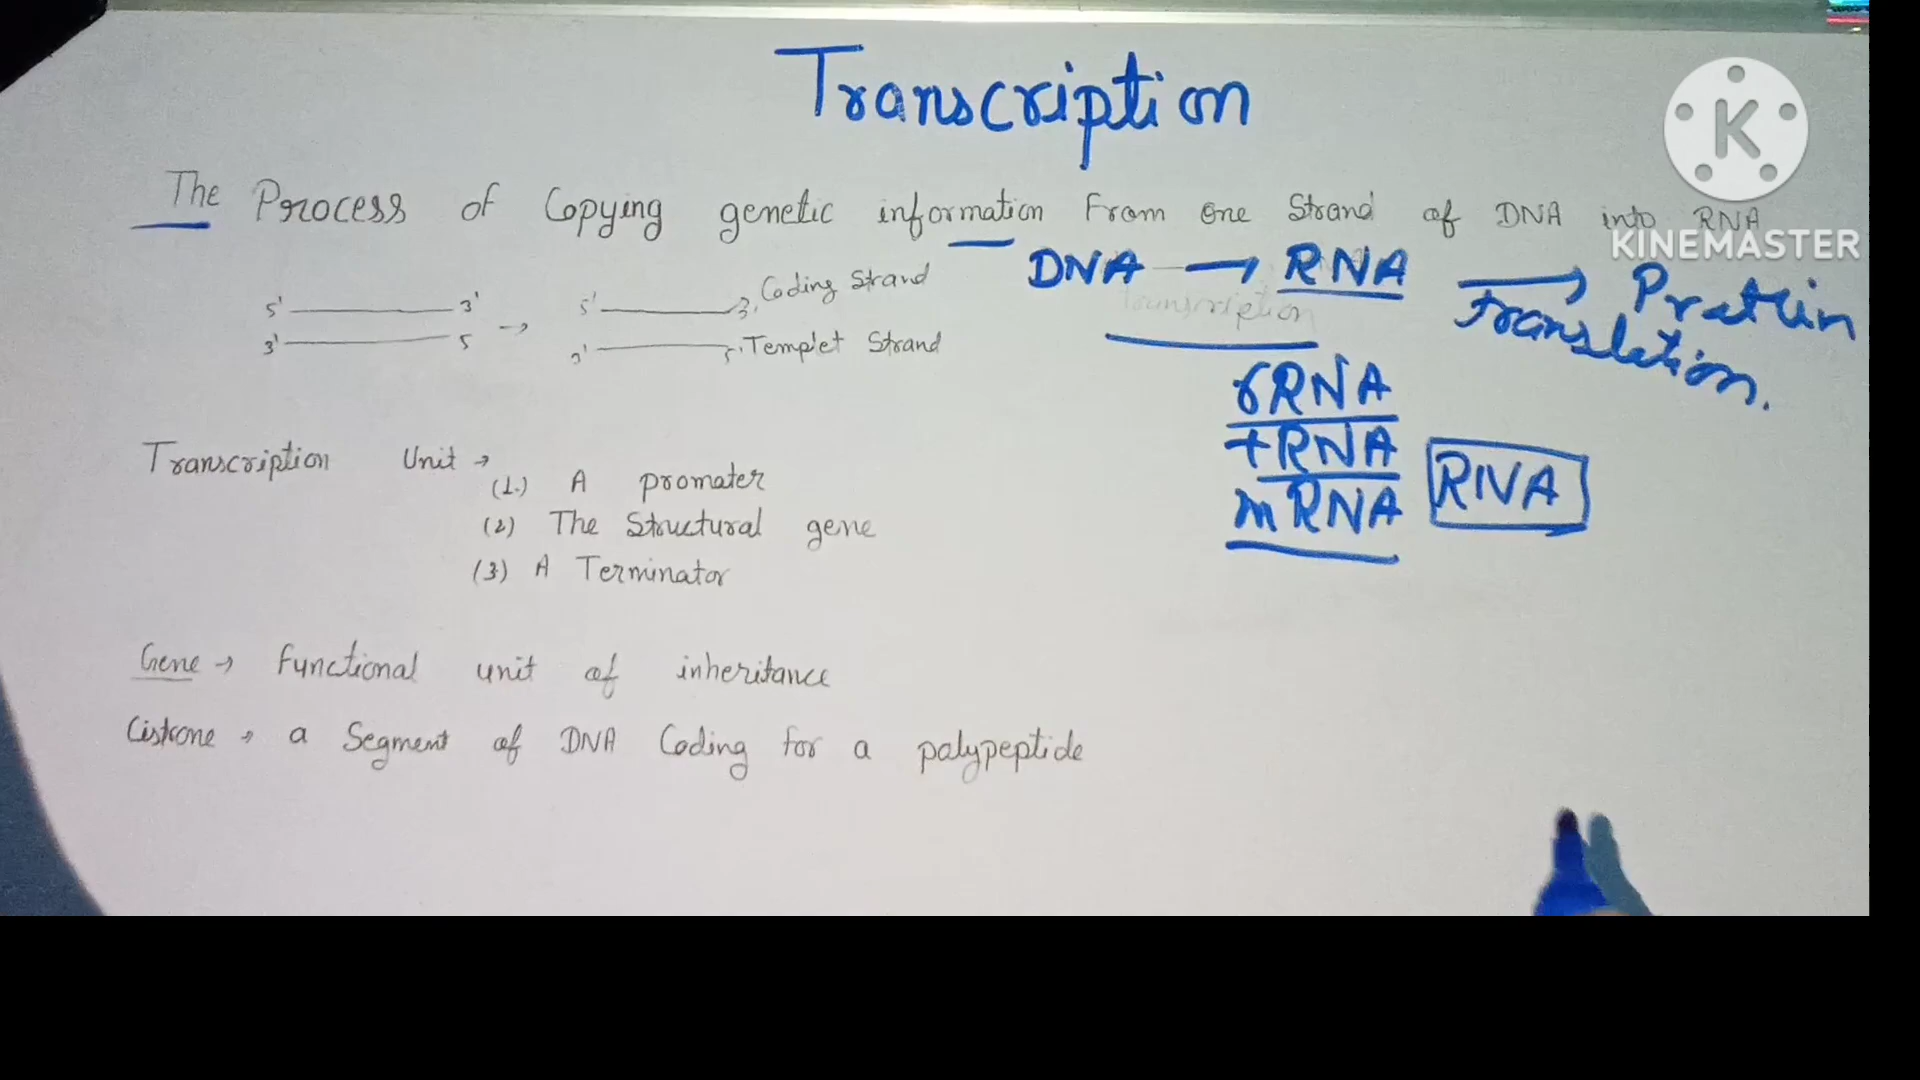 Transcription
The Process of Copying genetic information From one Strand of DNA into RNA
KINEMASTER
DNA → RNA → Protein
Transcription
Translation.
5' 3' → 5' 3' Coding Strand
3' 5 3' 5' Templet Strand
rRNA
tRNA
mRNA
RNA
Transcription Unit →
(1.) A promater
(2) The Structural gene
(3) A Terminator
Gene → Functional unit of inheritance
Cistrone → a Segment of DNA Coding for a palypeptide